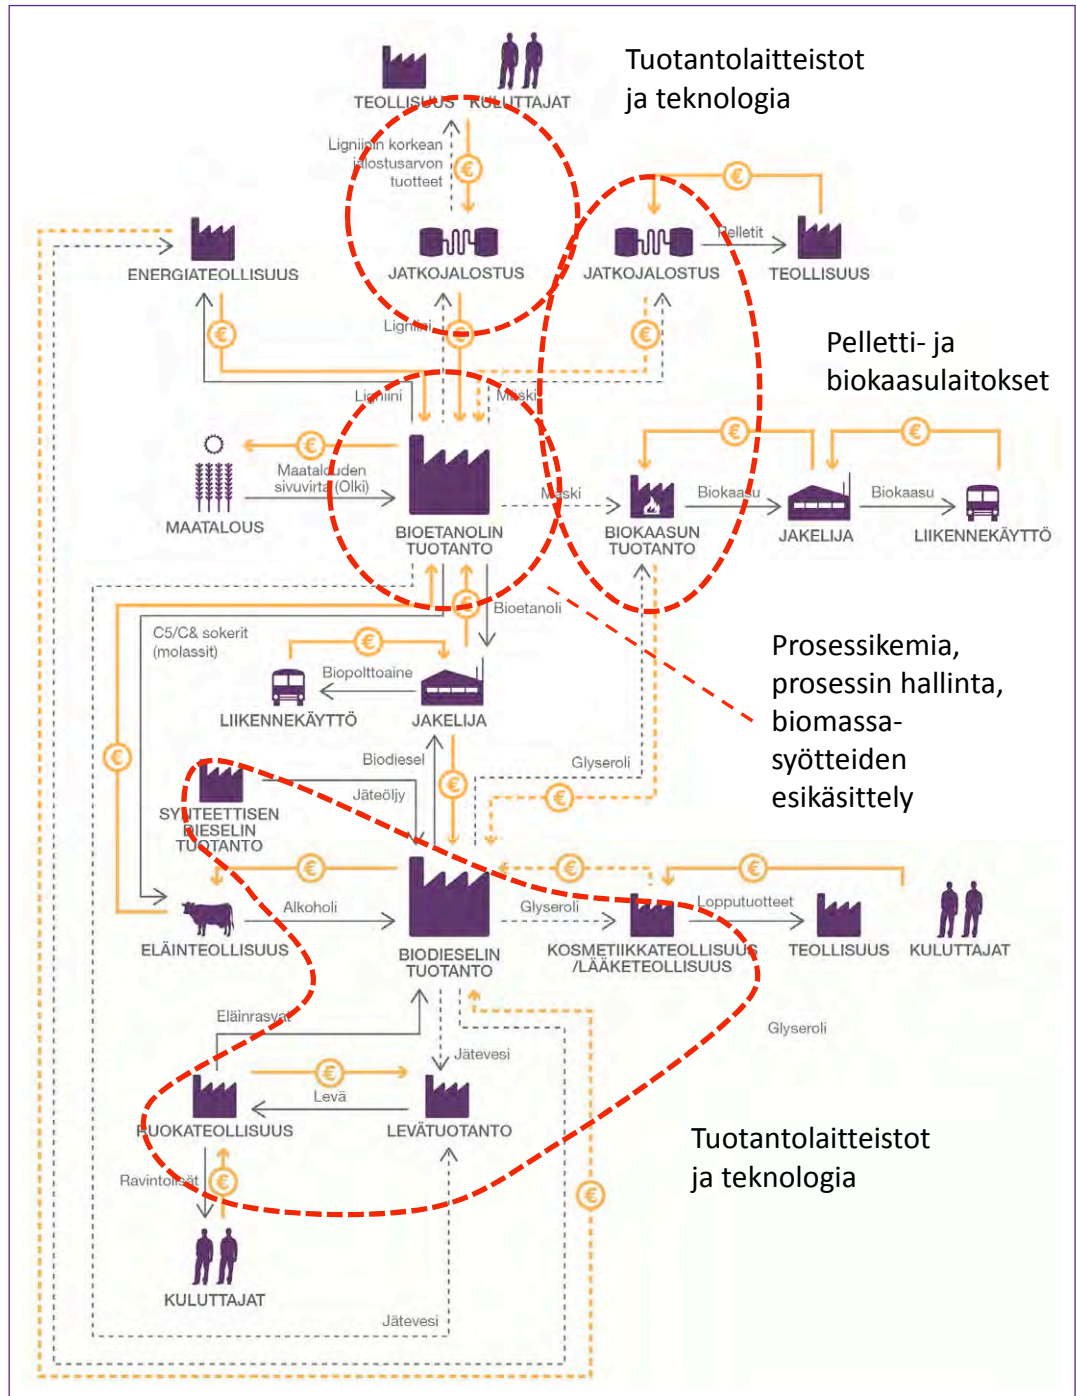 Tuotantolaitteistot
ja teknologia
TEOLLISUUS
KULUTTAJAT
Ligniinin korkean
jalostusarvon
tuotteet
€
€
ENERGIATEOLLISUUS
JATKOJALOSTUS
JATKOJALOSTUS
Pelletit
TEOLLISUUS
€
Ligniini
€
€
Pelletti- ja
biokaasulaitokset
Ligniini
Mäski
€
Maatalouden
sivuvirta (Olki)
MAATALOUS
BIOETANOLIN
TUOTANTO
Mäski
BIOKAASUN
TUOTANTO
€
Biokaasu
JAKELIJA
€
Biokaasu
LIIKENNEKÄYTTÖ
€
Bioetanoli
C5/C& sokerit
(molassit)
€
Biopolttoaine
LIIKENNEKÄYTTÖ
JAKELIJA
Prosessikemia,
prosessin hallinta,
biomassa-
syötteiden
esikäsittely
€
Biodiesel
€
Glyseroli
€
Jäteöljy
SYNTEETTISEN
DIESELIN
TUOTANTO
€
€
€
Alkoholi
Glyseroli
Lopputuotteet
ELÄINTEOLLISUUS
BIODIESELIN
TUOTANTO
KOSMETIIKKATEOLLISUUS
/LÄÄKETEOLLISUUS
TEOLLISUUS
KULUTTAJAT
Eläinrasvat
Glyseroli
Jätevesi
€
Levä
RUOKATEOLLISUUS
LEVÄTUOTANTO
Tuotantolaitteistot
ja teknologia
Ravintolisät
€
€
KULUTTAJAT
Jätevesi